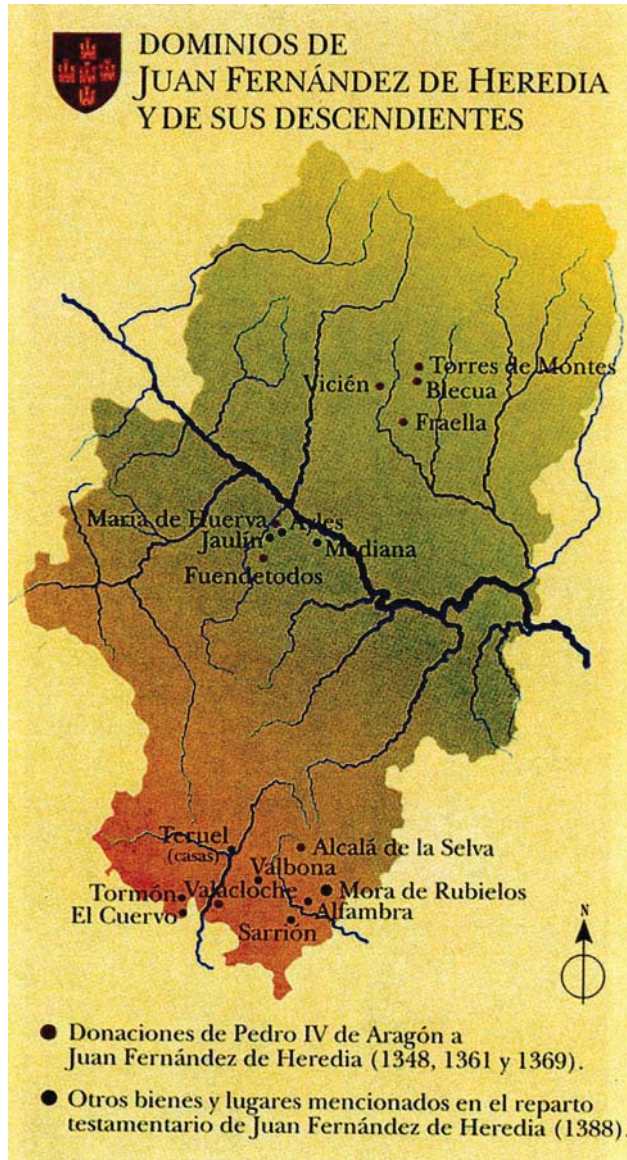 DOMINIOS DE
JUAN FERNÁNDEZ DE HEREDIA
Y DE SUS DESCENDIENTES
Torres de Montes
Vicién
Blecua
Fraella
María de Huerva
Ayles
Jaulín
Mediana
Fuendetodos
Teruel
(casas)
Alcalá de la Selva
Valbona
Tormón
Valacloche
Mora de Rubielos
El Cuervo
Alfambra
Sarrión
N
Donaciones de Pedro IV de Aragón a
Juan Fernández de Heredia (1348, 1361 y 1369).
Otros bienes y lugares mencionados en el reparto
testamentario de Juan Fernández de Heredia (1388).